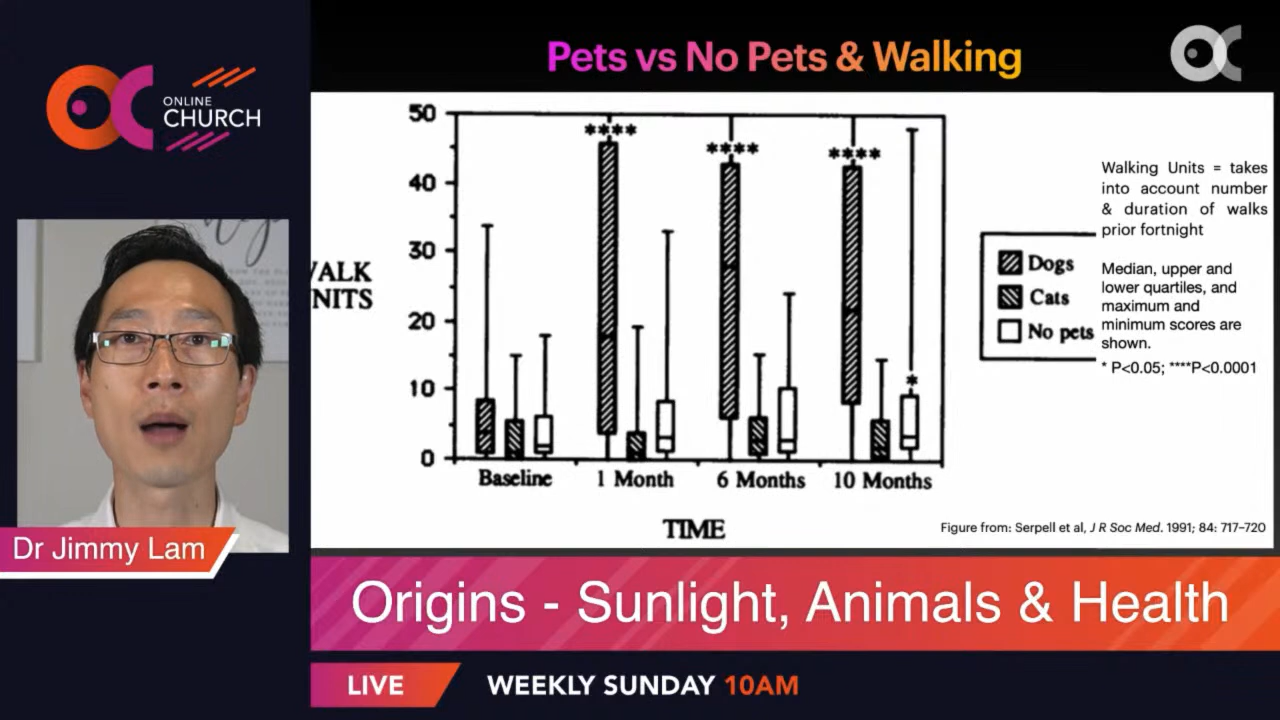 ONLINE
CHURCH
Pets vs No Pets & Walking
50
40
30
20
10
0
WALK
UNITS
****
****
****
*
Baseline
1 Month
6 Months
10 Months
TIME
Dogs
Cats
No pets
Walking Units = takes
into account number
& duration of walks
prior fortnight
Median, upper and
lower quartiles, and
maximum and
minimum scores are
shown.
* P<0.05; ****P<0.0001
Figure from: Serpell et al, J R Soc Med. 1991; 84: 717–720
Dr Jimmy Lam
Origins - Sunlight, Animals & Health
LIVE
WEEKLY SUNDAY 10AM